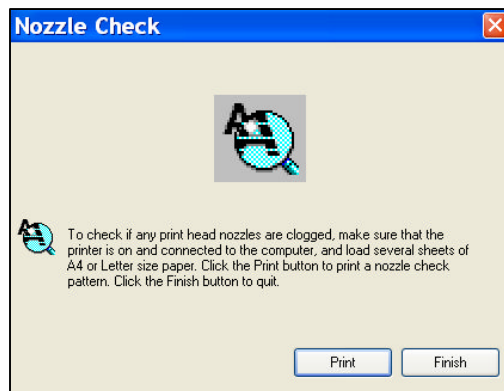 Nozzle Check
To check if any print head nozzles are clogged, make sure that the
printer is on and connected to the computer, and load several sheets of
A4 or Letter size paper. Click the Print button to print a nozzle check
pattern. Click the Finish button to quit.
Print
Finish